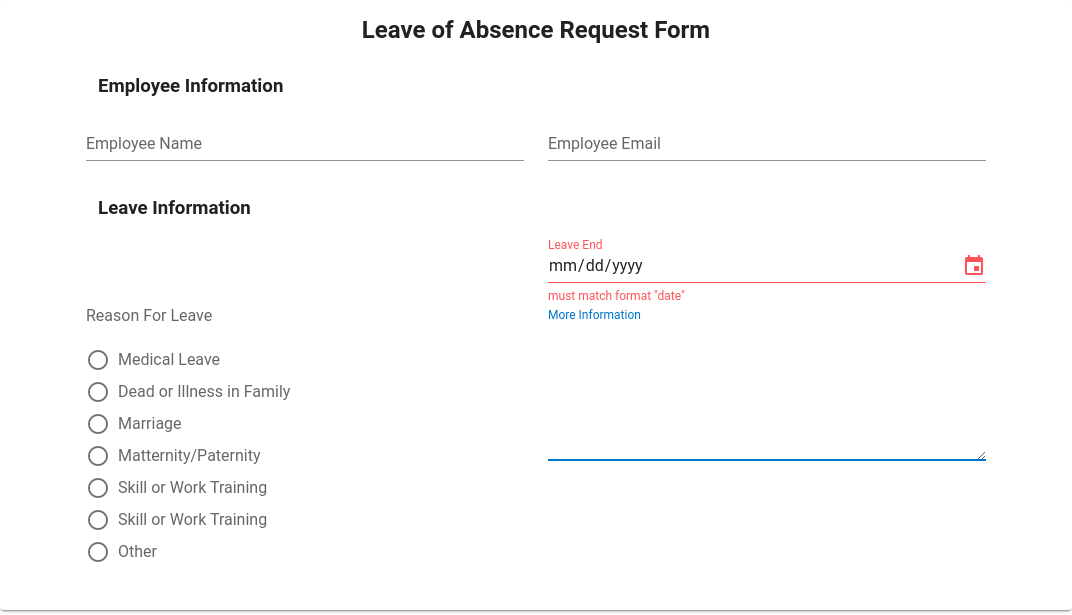 Leave of Absence Request Form
Employee Information
Employee Name
Employee Email
Leave Information
Leave End
mm/dd/yyyy
must match format "date"
Reason For Leave
Medical Leave
Dead or Illness in Family
Marriage
Matternity/Paternity
Skill or Work Training
Skill or Work Training
Other
More Information